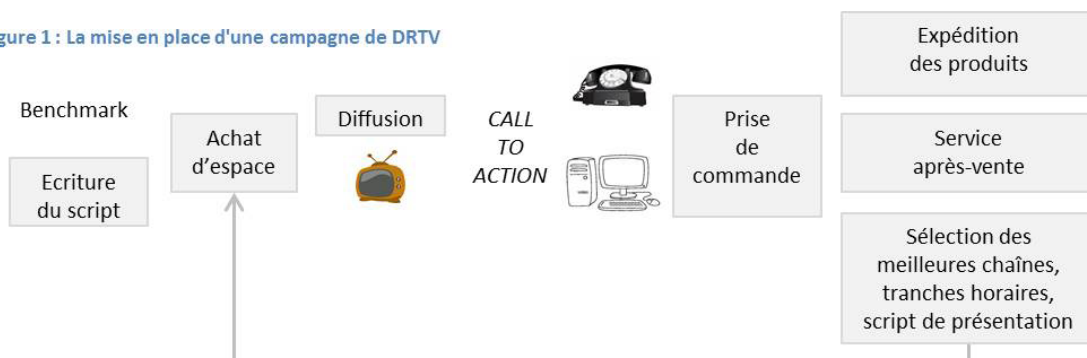 gure 1 : La mise en place d'une campagne de DRTV
Benchmark
Ecriture
du script
Achat
d'espace
Diffusion
CALL
TO
ACTION
Prise
de
commande
Expédition
des produits
Service
après-vente
Sélection des
meilleures chaînes,
tranches horaires,
script de présentation